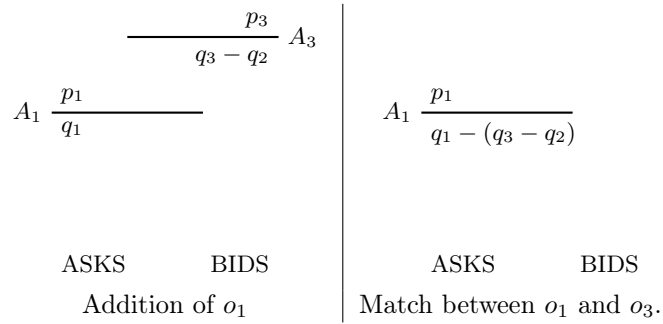 p₃
A₃
q₃ − q₂
A₁ p₁
q₁
ASKS BIDS
Addition of o₁
A₁ p₁
q₁ − (q₃ − q₂)
ASKS BIDS
Match between o₁ and o₃.